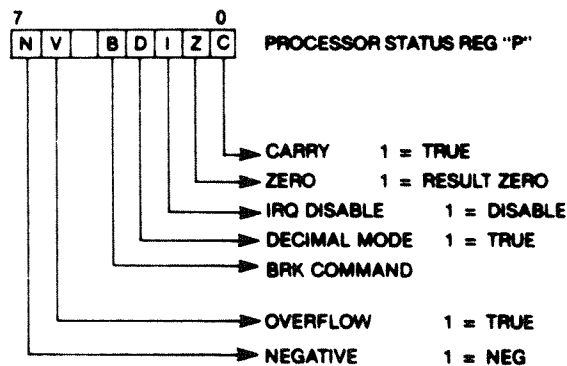 7 0
N V B D I Z C PROCESSOR STATUS REG "P"
CARRY 1 = TRUE
ZERO 1 = RESULT ZERO
IRQ DISABLE 1 = DISABLE
DECIMAL MODE 1 = TRUE
BRK COMMAND
OVERFLOW 1 = TRUE
NEGATIVE 1 = NEG